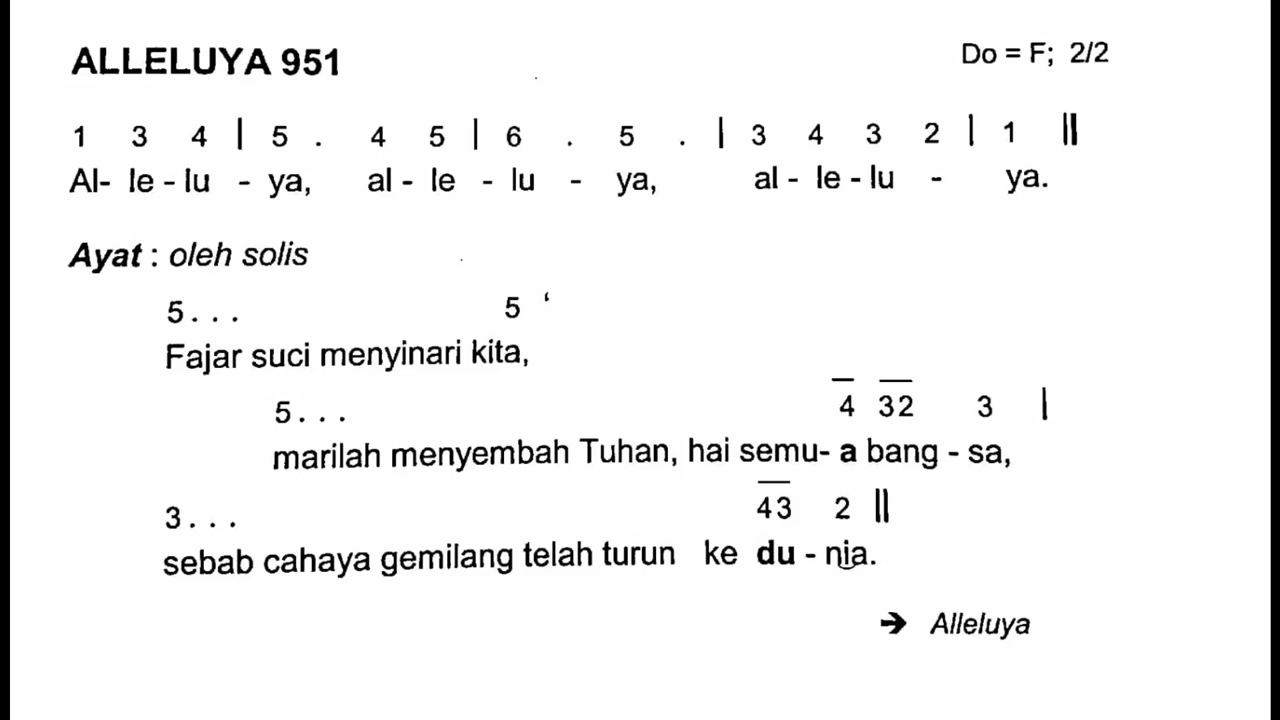 ALLELUYA 951 Do = F; 2/2
1 3 4 | 5 . 4 5 | 6 . 5 . | 3 4 3 2 | 1 ||
Al- le - lu - ya, al - le - lu - ya, al - le - lu - ya.
Ayat : oleh solis
5 . . . 5 ‘
Fajar suci menyinari kita,
5 . . . 4 32 3 |
marilah menyembah Tuhan, hai semu- a bang - sa,
3 . . . 43 2 ||
sebab cahaya gemilang telah turun ke du - nia.
➔ Alleluya